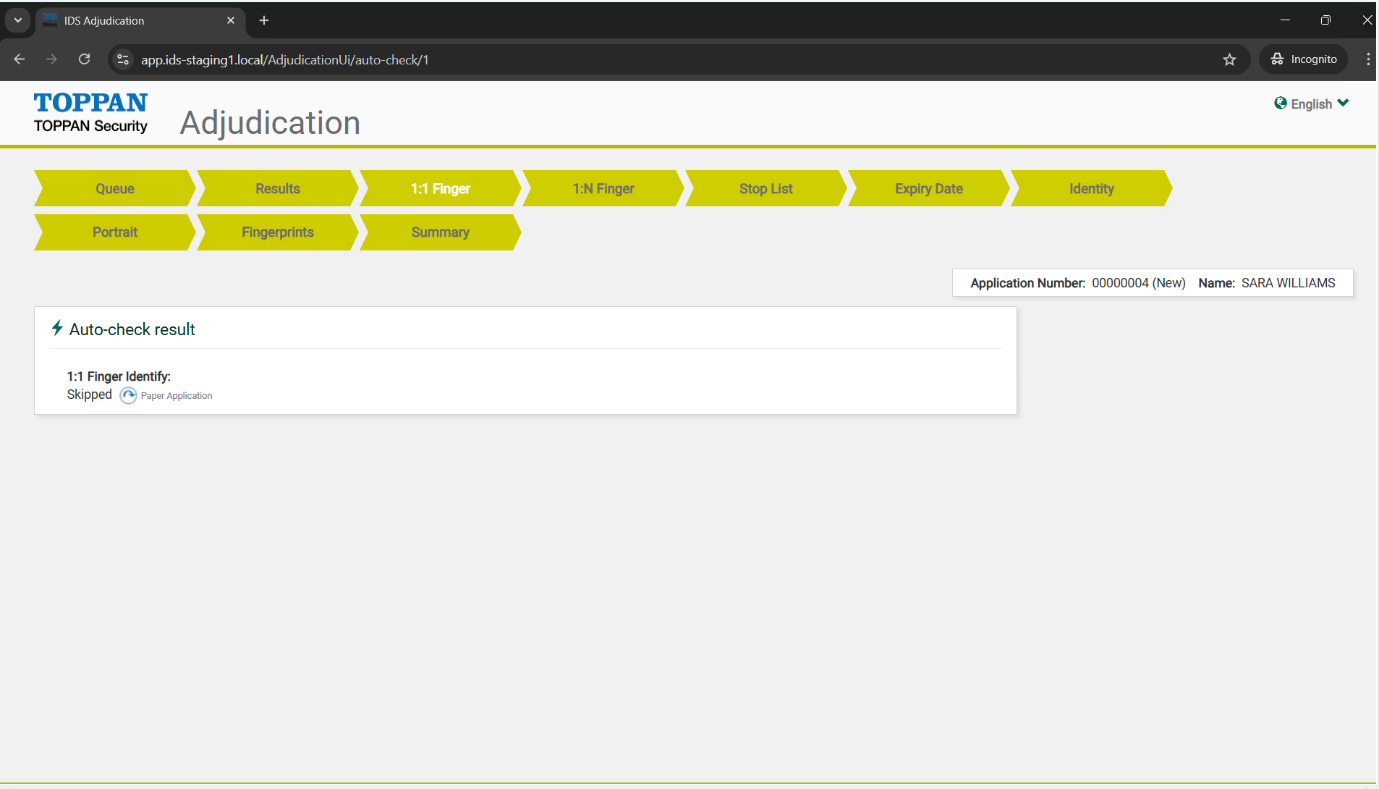 IDS Adjudication
app.ids-staging1.local/AdjudicationUi/auto-check/1
Incognito
TOPPAN
TOPPAN Security
Adjudication
English
Queue
Results
1:1 Finger
1:N Finger
Stop List
Expiry Date
Identity
Portrait
Fingerprints
Summary
Application Number: 00000004 (New) Name: SARA WILLIAMS
Auto-check result
1:1 Finger Identify:
Skipped Paper Application